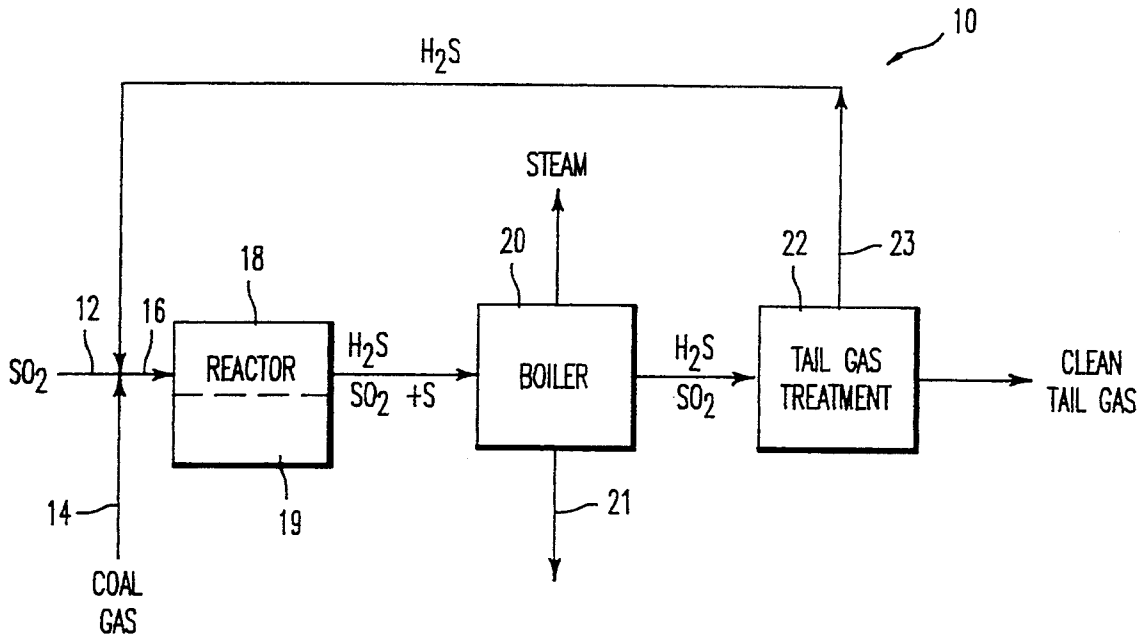 10
H2S
STEAM
20
22
23
18
12
16
SO2
REACTOR
H2S
SO2 +S
BOILER
H2S
SO2
TAIL GAS
TREATMENT
CLEAN
TAIL GAS
14
19
21
COAL
GAS